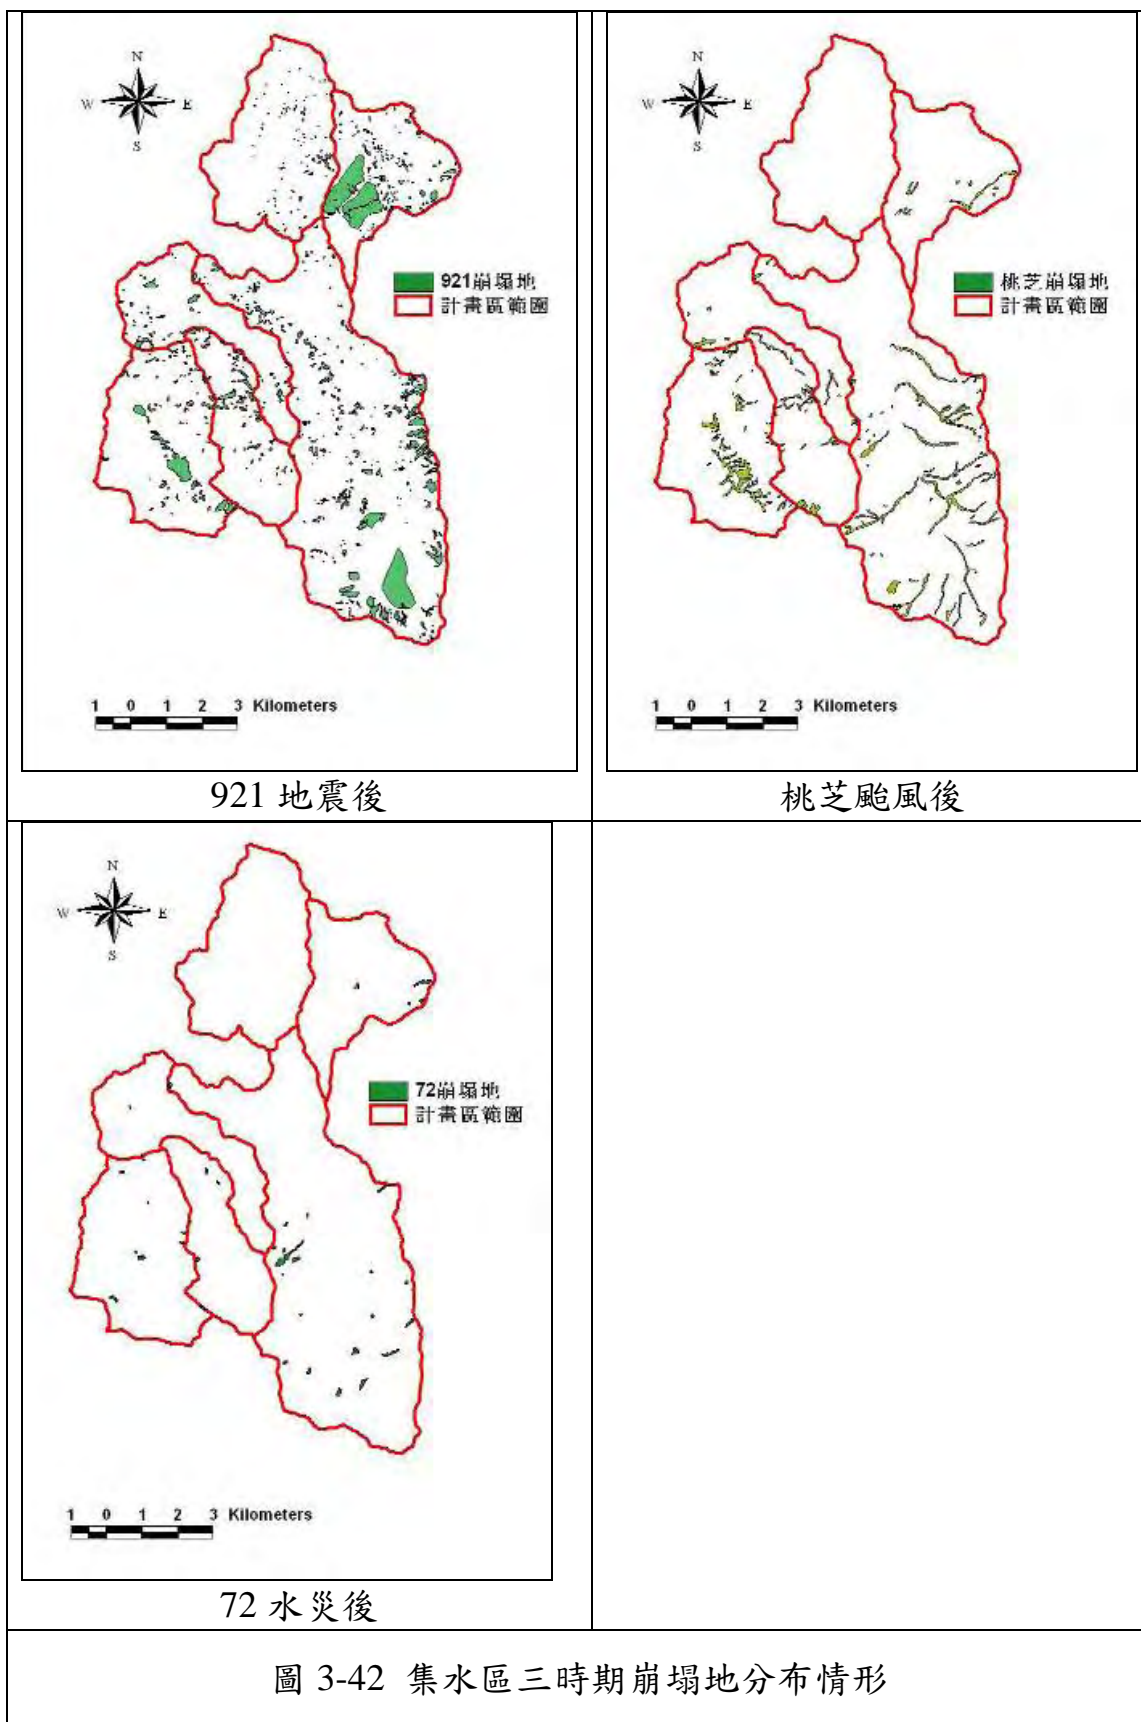 N
W E
S
921崩塌地
計畫區範圍
1 0 1 2 3 Kilometers
921 地震後
N
W E
S
桃芝崩塌地
計畫區範圍
1 0 1 2 3 Kilometers
桃芝颱風後
N
W E
S
72崩塌地
計畫區範圍
1 0 1 2 3 Kilometers
72 水災後
圖 3-42 集水區三時期崩塌地分布情形